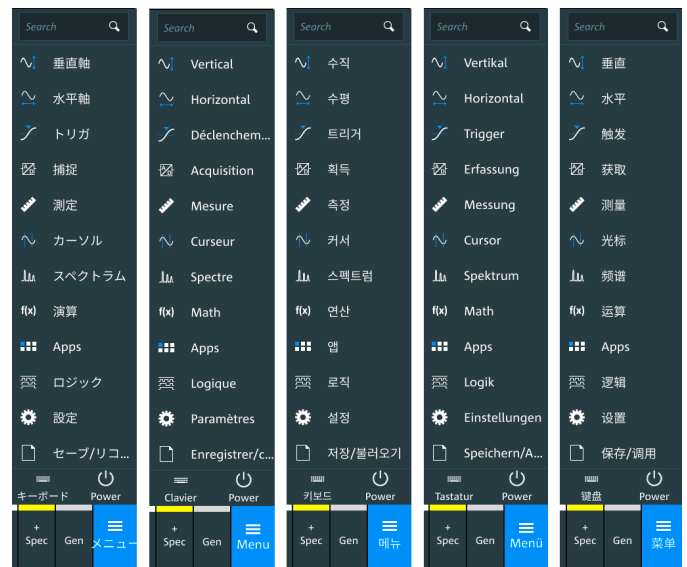 Search
垂直軸
水平軸
トリガ
捕捉
測定
カーソル
スペクトラム
f(x) 演算
Apps
ロジック
設定
セーブ/リコ...
キーボード Power
+
Spec Gen メニュー
Search
Vertical
Horizontal
Déclenchem...
Acquisition
Mesure
Curseur
Spectre
f(x) Math
Apps
Logique
Paramètres
Enregistrer/c...
Clavier Power
+
Spec Gen Menu
Search
수직
수평
트리거
획득
측정
커서
스펙트럼
f(x) 연산
앱
로직
설정
저장/불러오기
키보드 Power
+
Spec Gen 메뉴
Search
Vertikal
Horizontal
Trigger
Erfassung
Messung
Cursor
Spektrum
f(x) Math
Apps
Logik
Einstellungen
Speichern/A...
Tastatur Power
+
Spec Gen Menü
Search
垂直
水平
触发
获取
测量
光标
频谱
f(x) 运算
Apps
逻辑
设置
保存/调用
键盘 Power
+
Spec Gen 菜单